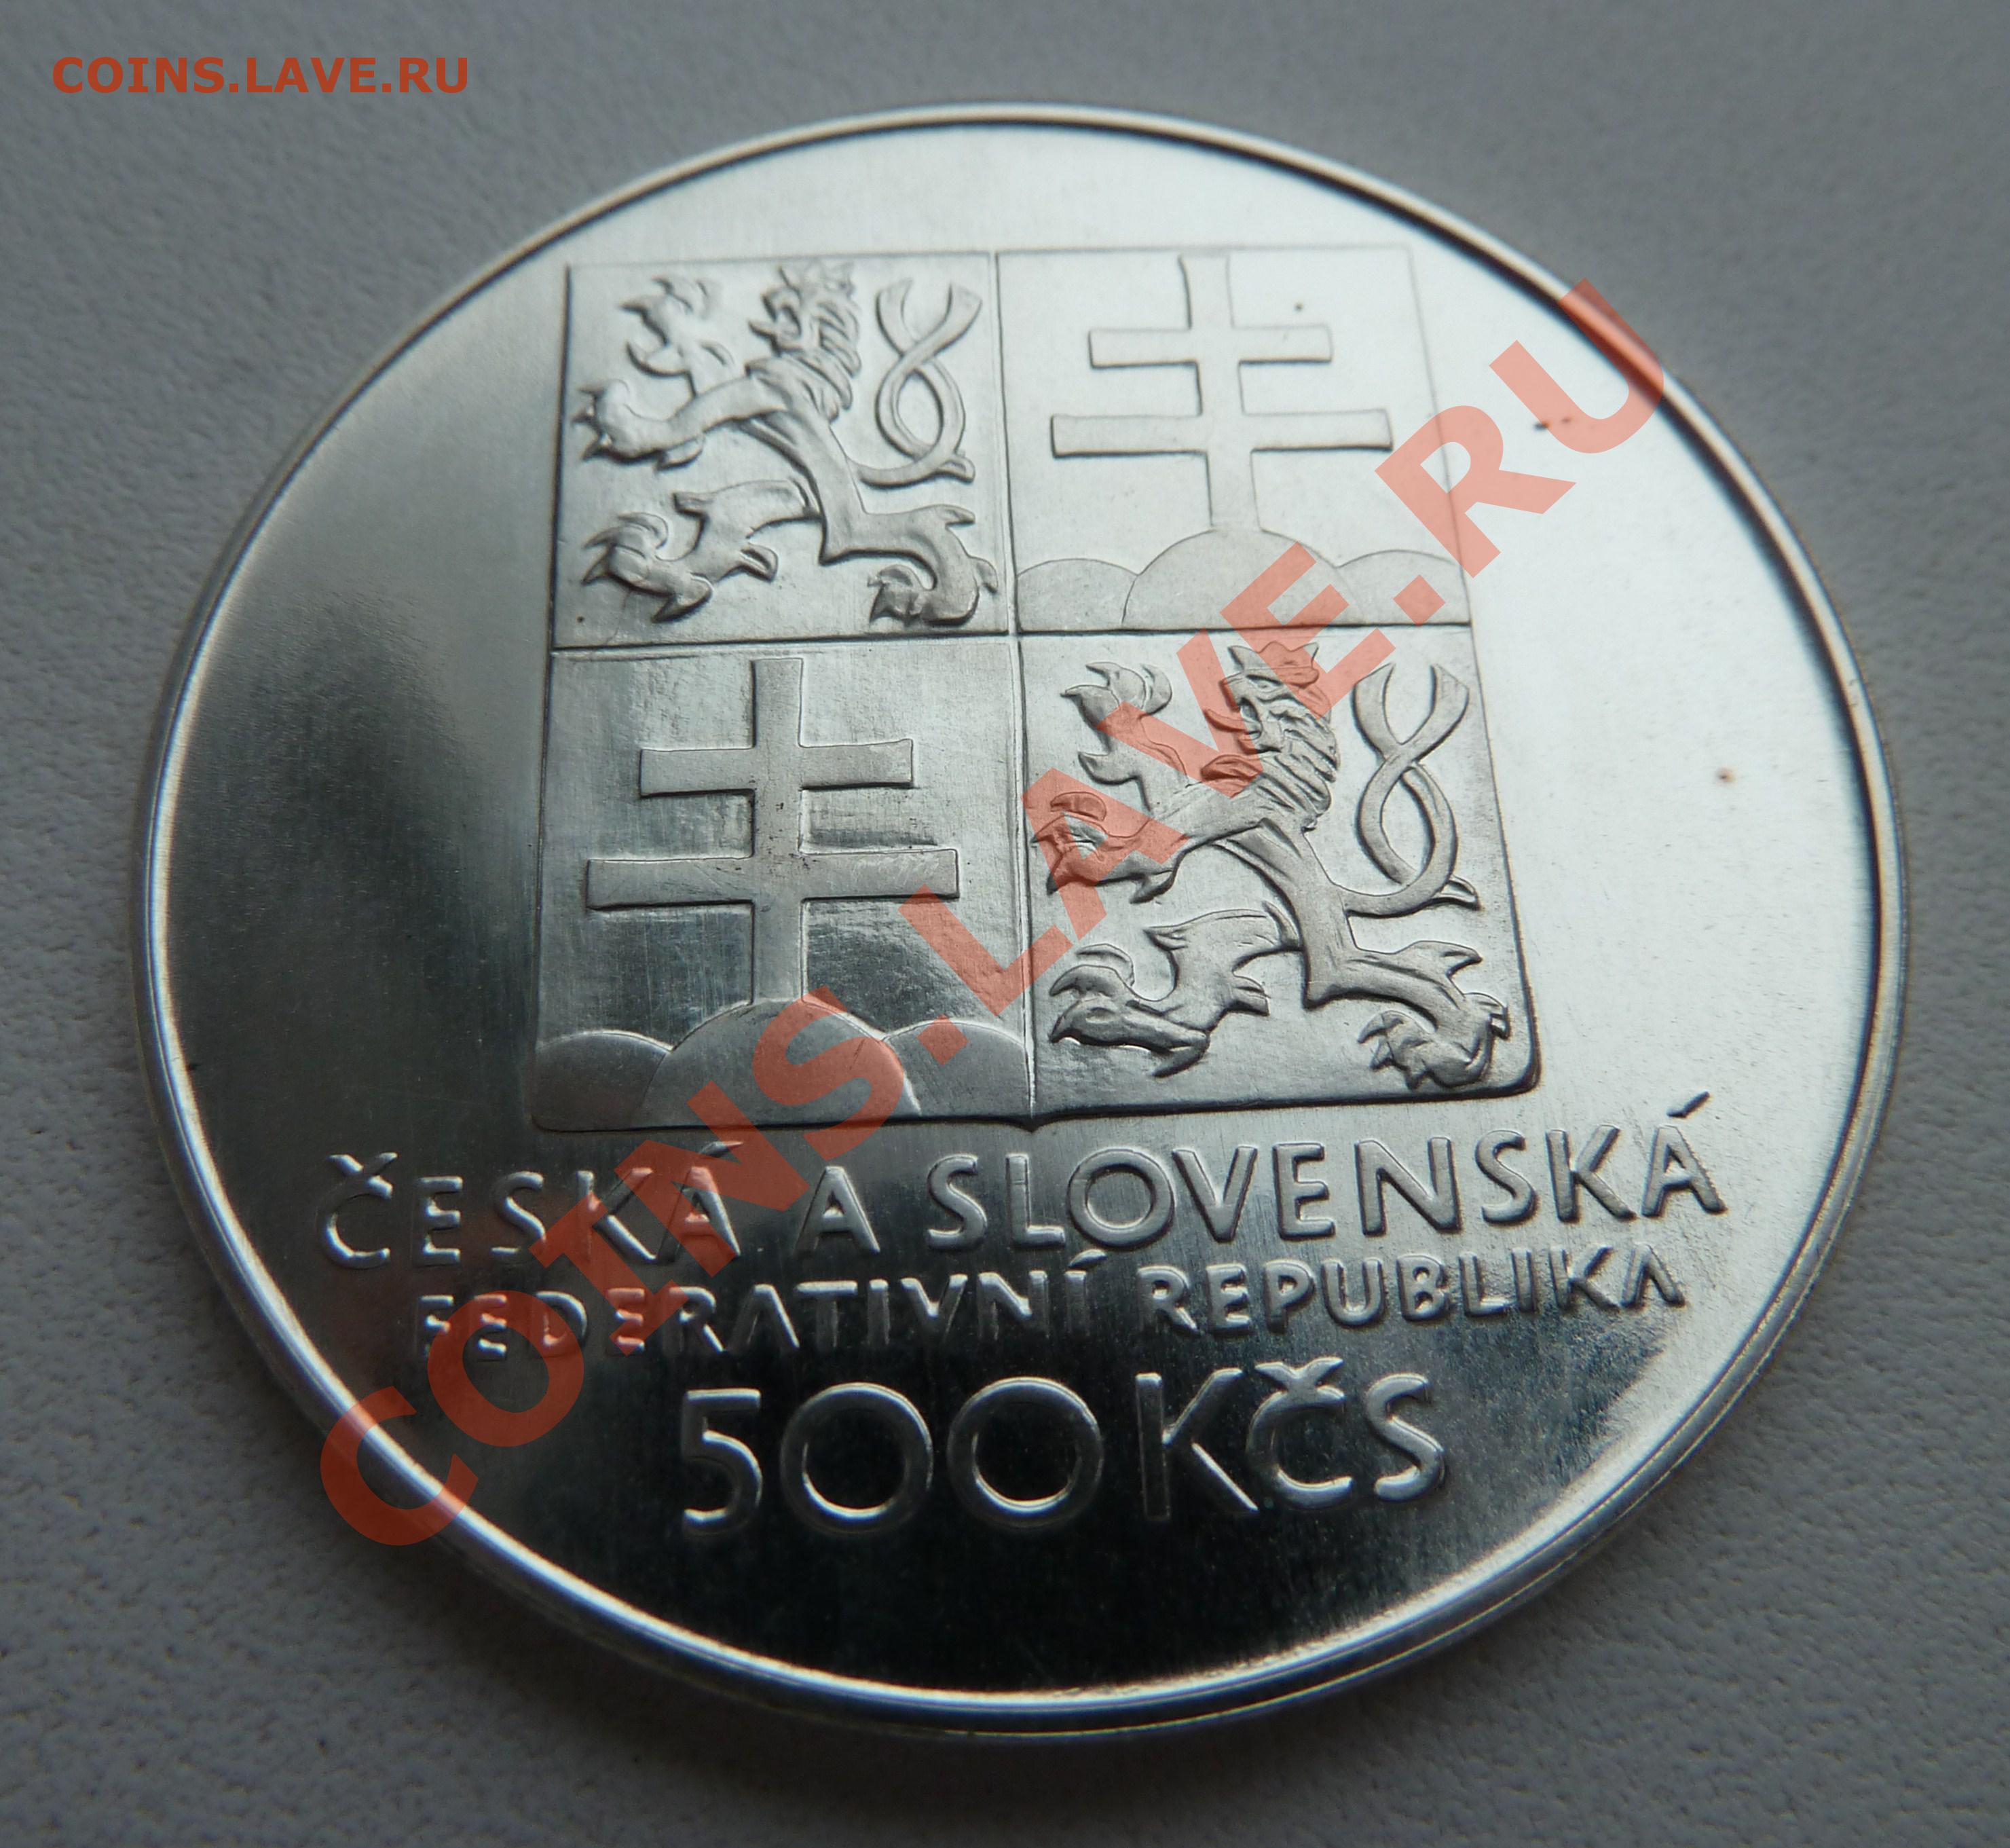 COINS.LAVE.RU
COINS.LAVE.RU
ČESKÁ A SLOVENSKÁ
FEDERATIVNÍ REPUBLIKA
500 KČS